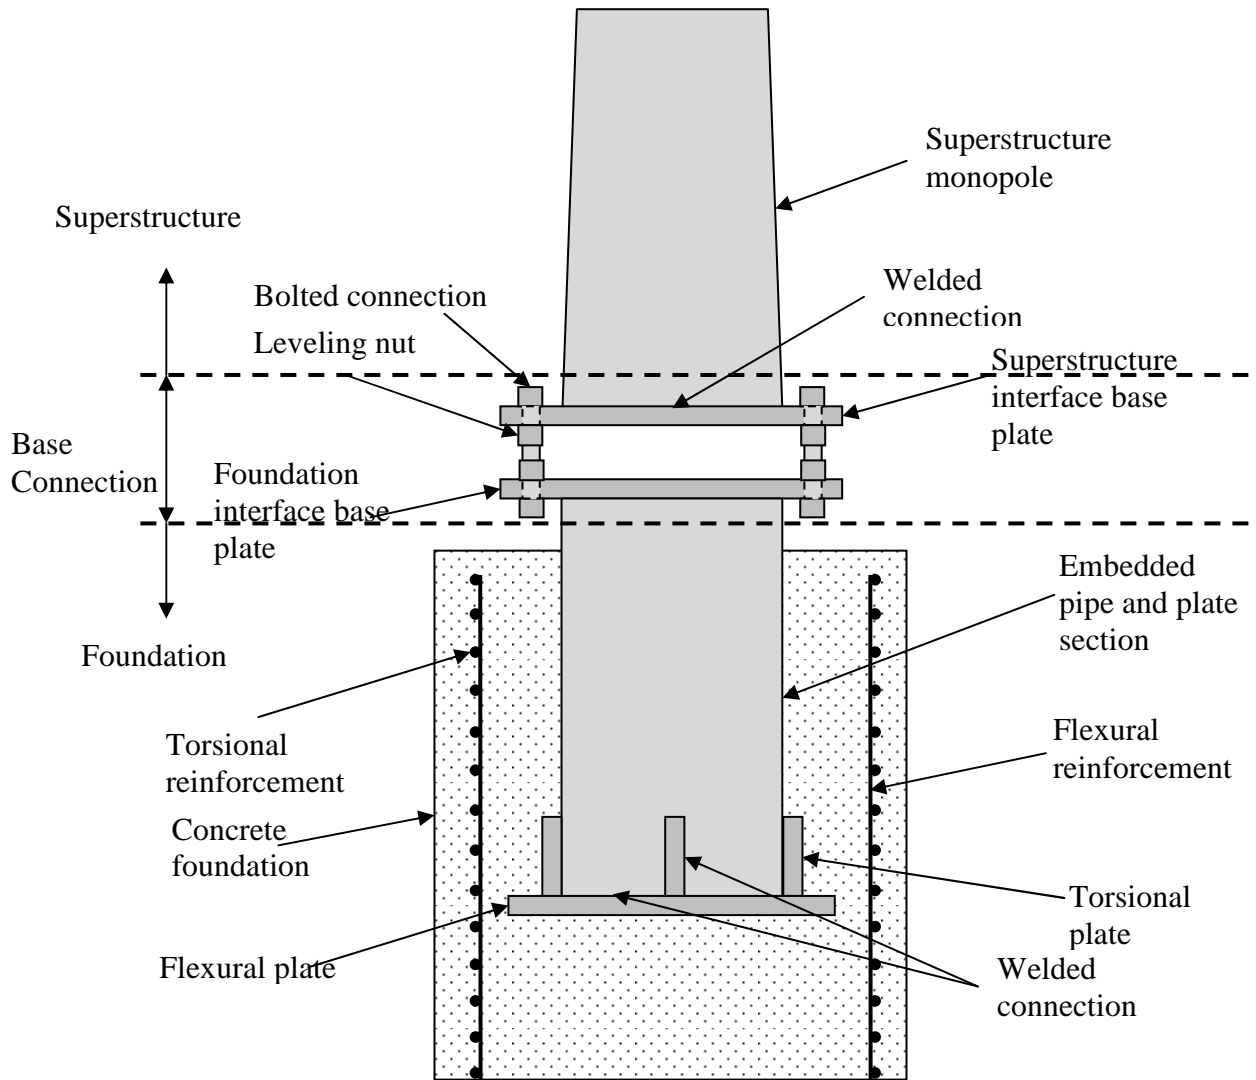 Superstructure
monopole
Superstructure
Welded
connection
Bolted connection
Leveling nut
Superstructure
interface base
plate
Base
Connection
Foundation
interface base
plate
Embedded
pipe and plate
section
Foundation
Torsional
reinforcement
Flexural
reinforcement
Concrete
foundation
Torsional
plate
Flexural plate
Welded
connection